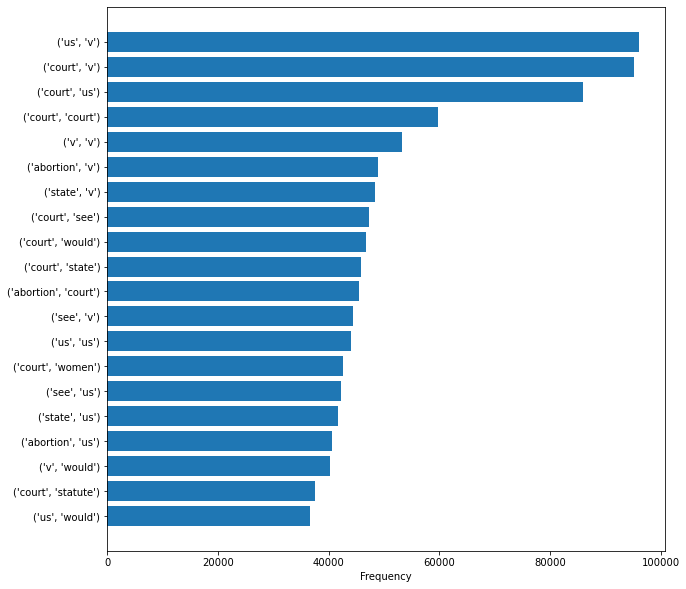 ('us', 'v')
('court', 'v')
('court', 'us')
('court', 'court')
('v', 'v')
('abortion', 'v')
('state', 'v')
('court', 'see')
('court', 'would')
('court', 'state')
('abortion', 'court')
('see', 'v')
('us', 'us')
('court', 'women')
('see', 'us')
('state', 'us')
('abortion', 'us')
('v', 'would')
('court', 'statute')
('us', 'would')
0 20000 40000 60000 80000 100000
Frequency